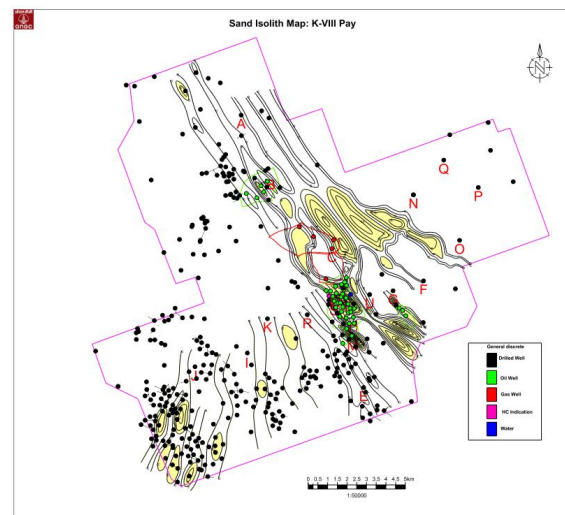 ongc
Sand Isolith Map: K-VIII Pay
N
A
Q
B
P
N
O
C
F
K
R
I
J
E
General discrete
Drilled Well
Oil Well
Gas Well
HC Indication
Water
0 0.5 1 1.5 2 2.5 3 3.5 4 4.5 5km
1:50000